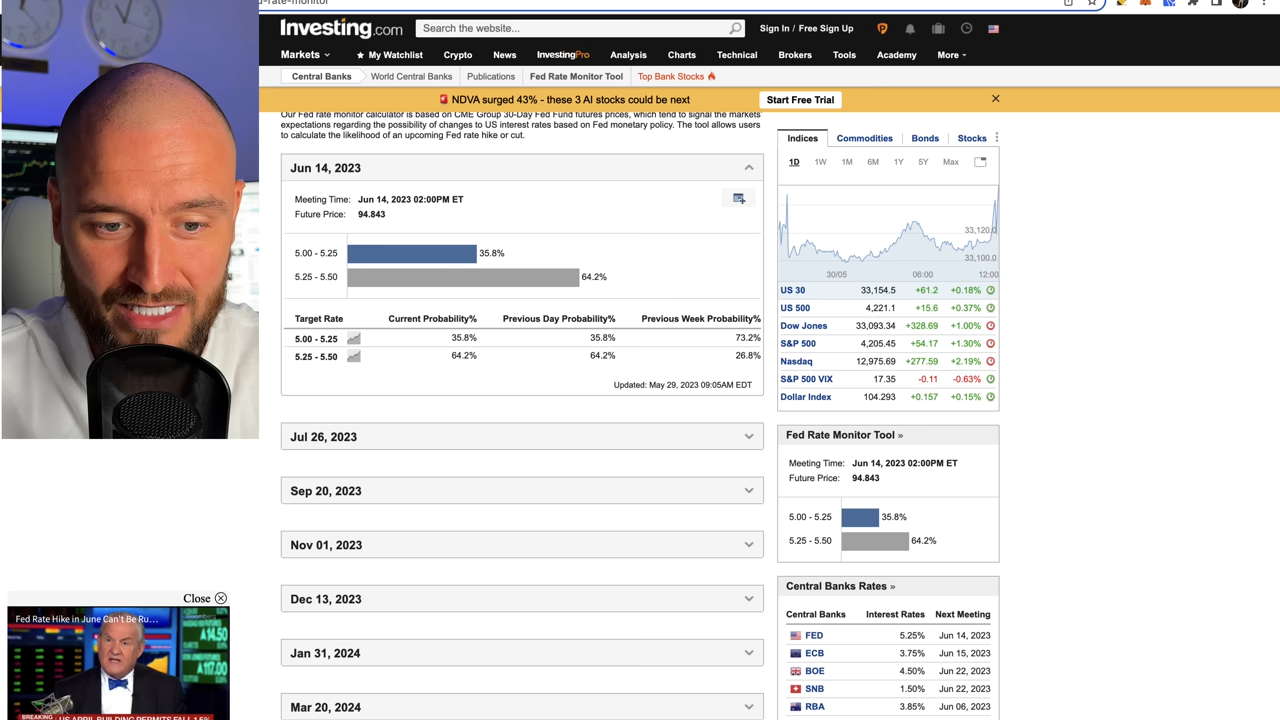 d-rate-monitor
Investing.com
Search the website...
Sign In / Free Sign Up
Markets
My Watchlist
Crypto
News
InvestingPro
Analysis
Charts
Technical
Brokers
Tools
Academy
More
Central Banks
World Central Banks
Publications
Fed Rate Monitor Tool
Top Bank Stocks
NDVA surged 43% - these 3 AI stocks could be next
Start Free Trial
Our Fed rate monitor calculator is based on CME Group 30-Day Fed Fund futures prices, which tend to signal the markets
expectations regarding the possibility of changes to US interest rates based on Fed monetary policy. The tool allows users
to calculate the likelihood of an upcoming Fed rate hike or cut.
Jun 14, 2023
Meeting Time: Jun 14, 2023 02:00PM ET
Future Price: 94.843
5.00 - 5.25 35.8%
5.25 - 5.50 64.2%
Target Rate Current Probability% Previous Day Probability% Previous Week Probability%
5.00 - 5.25 35.8% 35.8% 73.2%
5.25 - 5.50 64.2% 64.2% 26.8%
Updated: May 29, 2023 09:05AM EDT
Jul 26, 2023
Sep 20, 2023
Nov 01, 2023
Dec 13, 2023
Jan 31, 2024
Mar 20, 2024
Indices
Commodities
Bonds
Stocks
1D 1W 1M 6M 1Y 5Y Max
33,120.0
33,100.0
30/05 06:00 12:00
US 30 33,154.5 +61.2 +0.18%
US 500 4,221.1 +15.6 +0.37%
Dow Jones 33,093.34 +328.69 +1.00%
S&P 500 4,205.45 +54.17 +1.30%
Nasdaq 12,975.69 +277.59 +2.19%
S&P 500 VIX 17.35 -0.11 -0.63%
Dollar Index 104.293 +0.157 +0.15%
Fed Rate Monitor Tool »
Meeting Time: Jun 14, 2023 02:00PM ET
Future Price: 94.843
5.00 - 5.25 35.8%
5.25 - 5.50 64.2%
Central Banks Rates »
Central Banks Interest Rates Next Meeting
FED 5.25% Jun 14, 2023
ECB 3.75% Jun 15, 2023
BOE 4.50% Jun 22, 2023
SNB 1.50% Jun 22, 2023
RBA 3.85% Jun 06, 2023
Close
Fed Rate Hike in June Can't Be Ru...
Bloomberg
A14.50
A117.00
BREAKING US APRIL BUILDING PERMITS FALL 1.5%